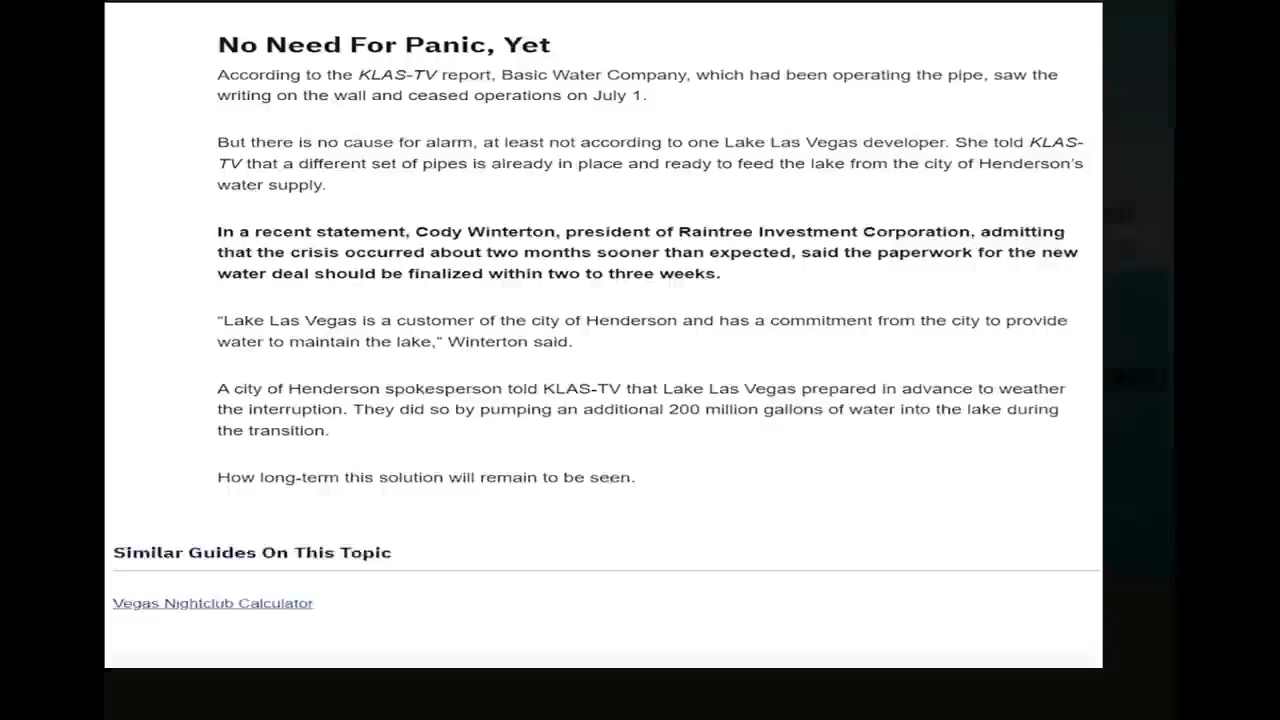 No Need For Panic, Yet
According to the KLAS-TV report, Basic Water Company, which had been operating the pipe, saw the
writing on the wall and ceased operations on July 1.
But there is no cause for alarm, at least not according to one Lake Las Vegas developer. She told KLAS-
TV that a different set of pipes is already in place and ready to feed the lake from the city of Henderson's
water supply.
In a recent statement, Cody Winterton, president of Raintree Investment Corporation, admitting
that the crisis occurred about two months sooner than expected, said the paperwork for the new
water deal should be finalized within two to three weeks.
“Lake Las Vegas is a customer of the city of Henderson and has a commitment from the city to provide
water to maintain the lake,” Winterton said.
A city of Henderson spokesperson told KLAS-TV that Lake Las Vegas prepared in advance to weather
the interruption. They did so by pumping an additional 200 million gallons of water into the lake during
the transition.
How long-term this solution will remain to be seen.
Similar Guides On This Topic
Vegas Nightclub Calculator